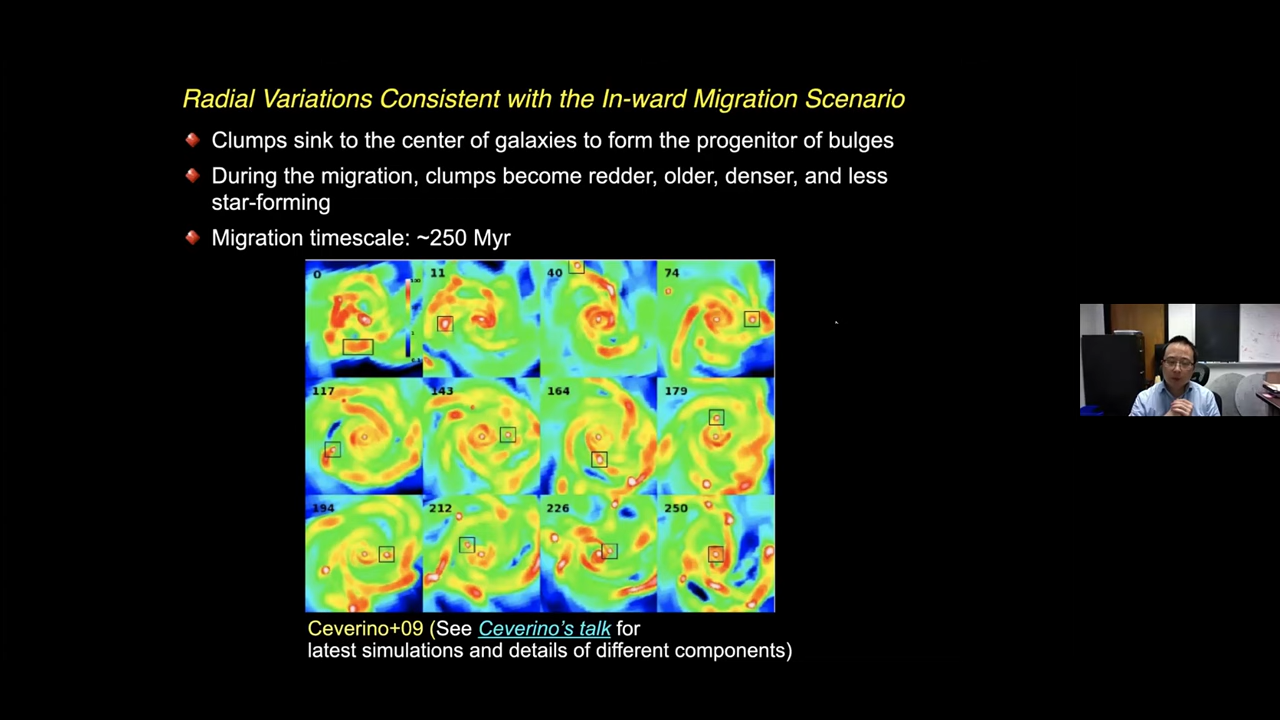 Radial Variations Consistent with the In-ward Migration Scenario
Clumps sink to the center of galaxies to form the progenitor of bulges
During the migration, clumps become redder, older, denser, and less
star-forming
Migration timescale: ~250 Myr
0
11
40
74
117
143
164
179
194
212
226
250
Ceverino+09 (See Ceverino's talk for
latest simulations and details of different components)